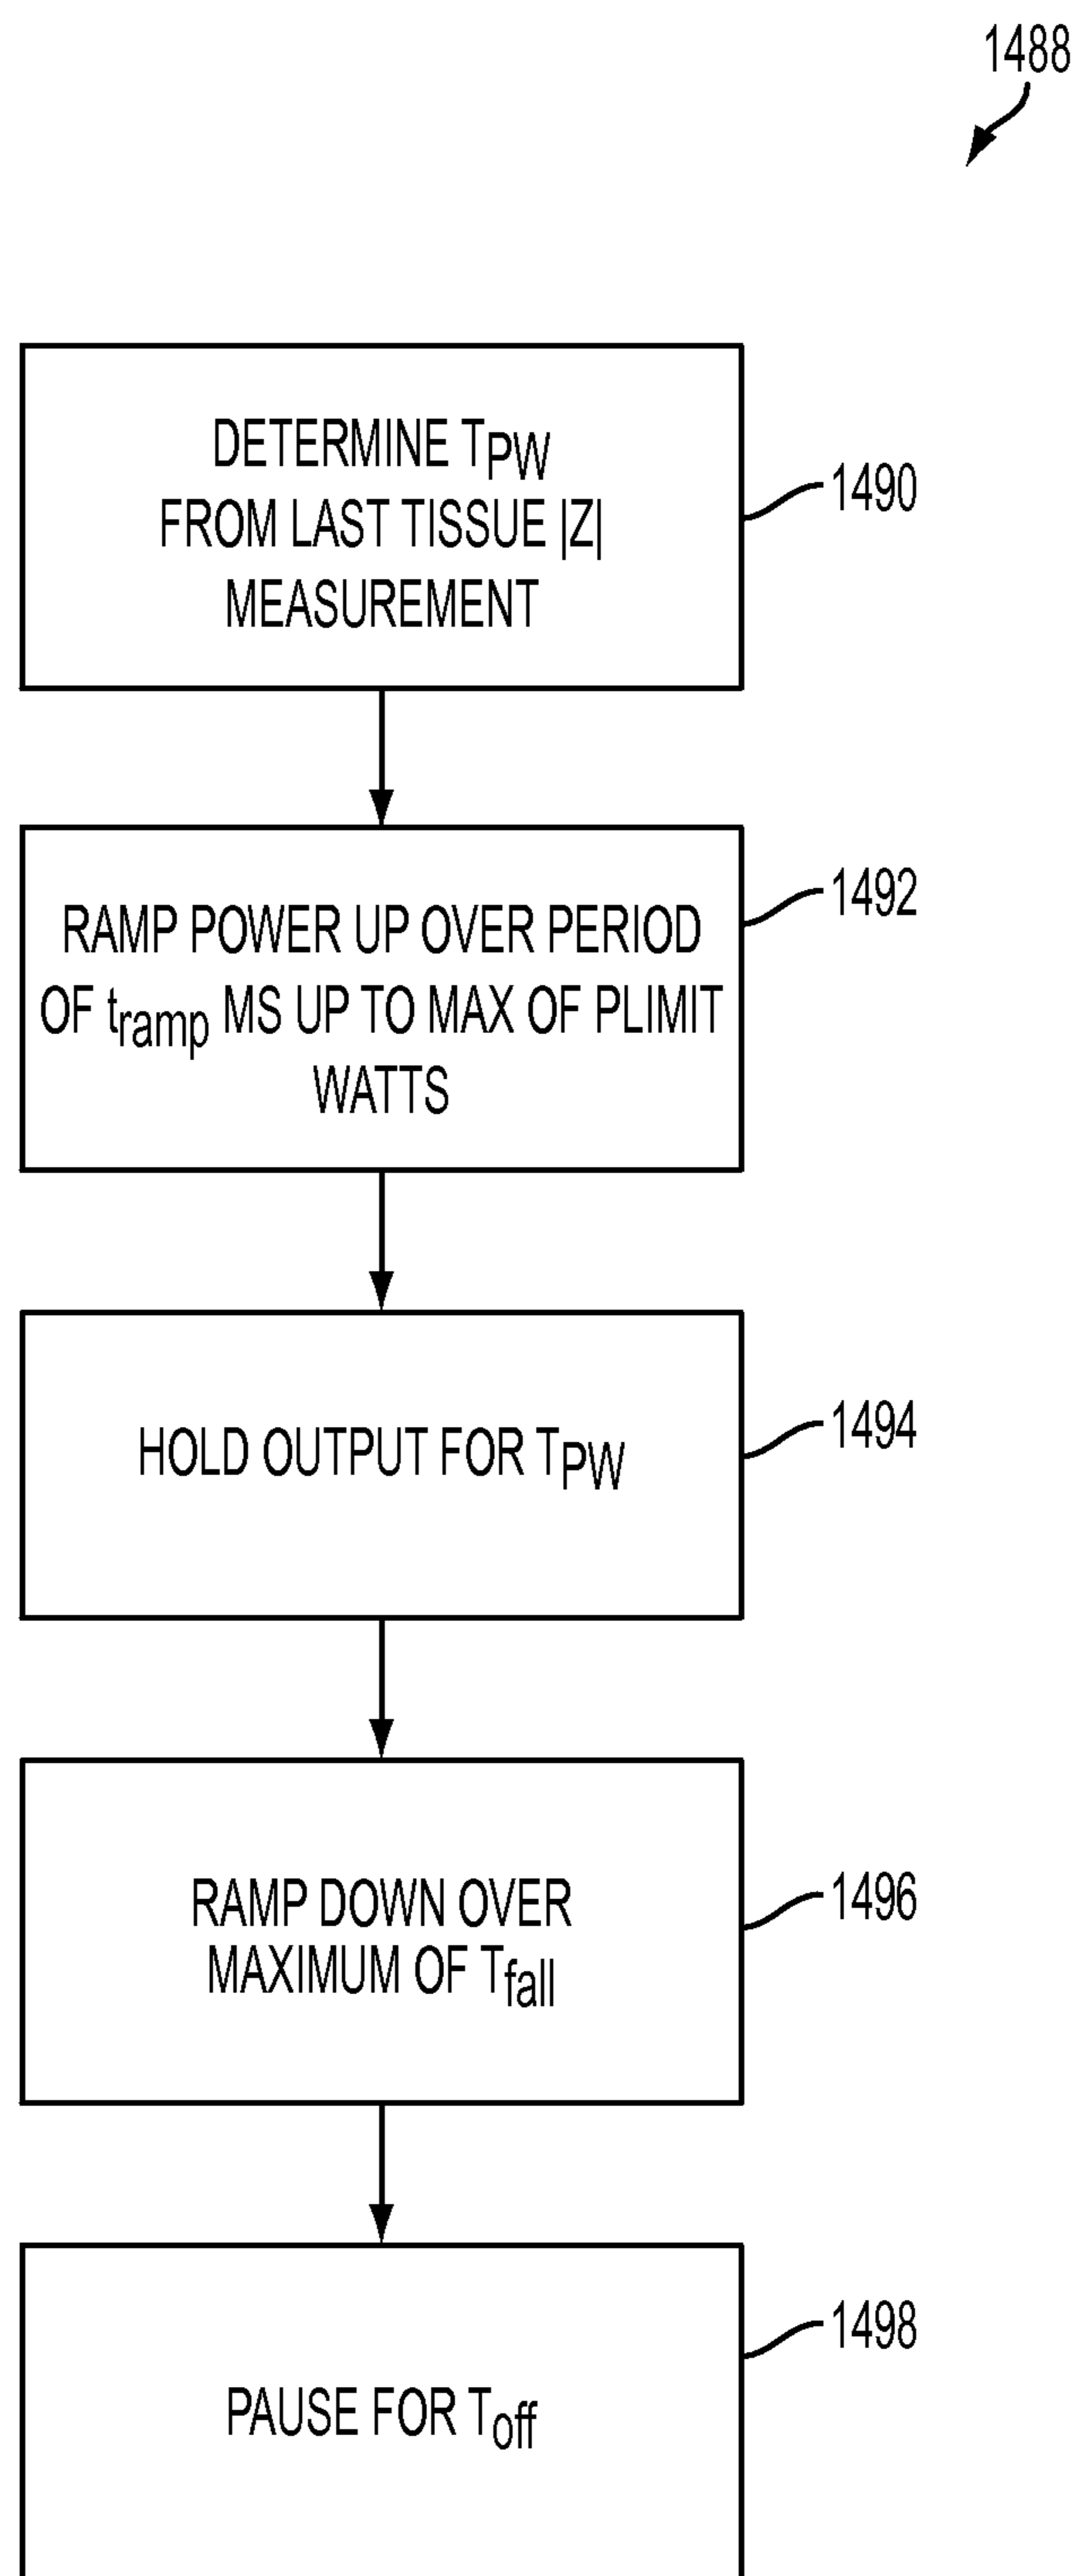 1488
DETERMINE TPW
FROM LAST TISSUE |Z|
MEASUREMENT
1490
RAMP POWER UP OVER PERIOD
OF tramp MS UP TO MAX OF PLIMIT
WATTS
1492
HOLD OUTPUT FOR TPW
1494
RAMP DOWN OVER
MAXIMUM OF Tfall
1496
PAUSE FOR Toff
1498